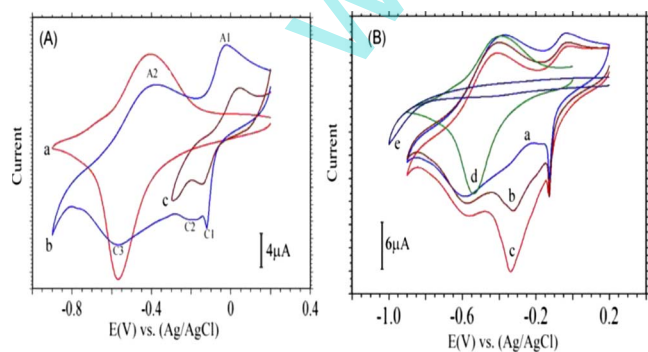 (A)
A1
A2
a
b
c
C2
C1
C3
4μA
Current
-0.8
-0.4
0
0.4
E(V) vs. (Ag/AgCl)
(B)
a
e
d
b
c
6μA
Current
-1.0
-0.6
-0.2
0.2
E(V) vs. (Ag/AgCl)